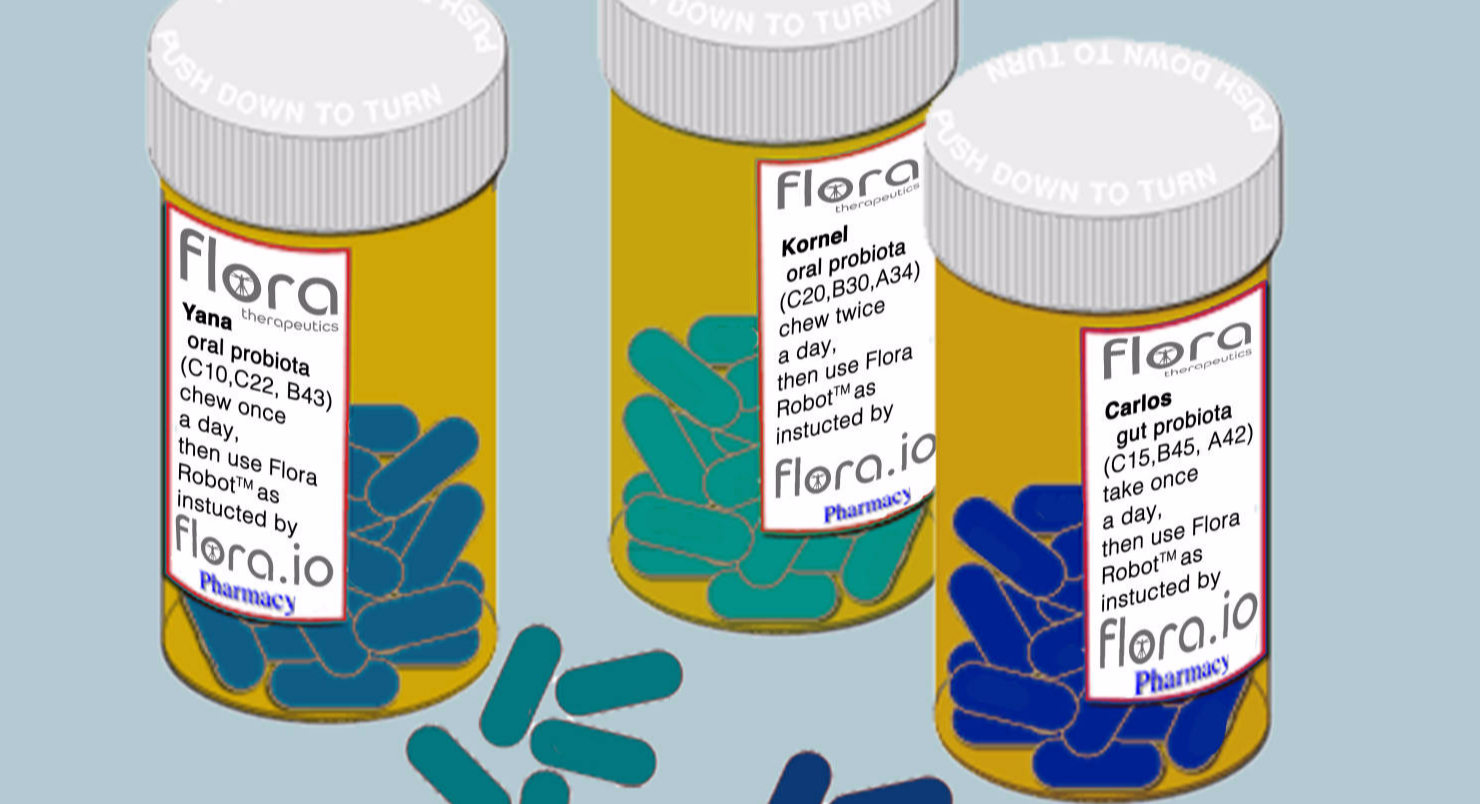 PUSH DOWN TO TURN
PUSH
flora
therapeutics
Yana
oral probiota
(C10,C22, B43)
chew once
a day,
then use Flora
Robot™ as
instucted by
flora.io
Pharmacy
DOWN TO TURN
flora
therapeutics
Kornel
oral probiota
(C20,B30,A34)
chew twice
a day,
then use Flora
Robot™ as
instucted by
flora.io
Pharmacy
PUSH DOWN TO TURN
PUSH DOWN TO TURN
flora
therapeutics
Carlos
gut probiota
(C15,B45, A42)
take once
a day,
then use Flora
Robot™ as
instucted by
flora.io
Pharmacy